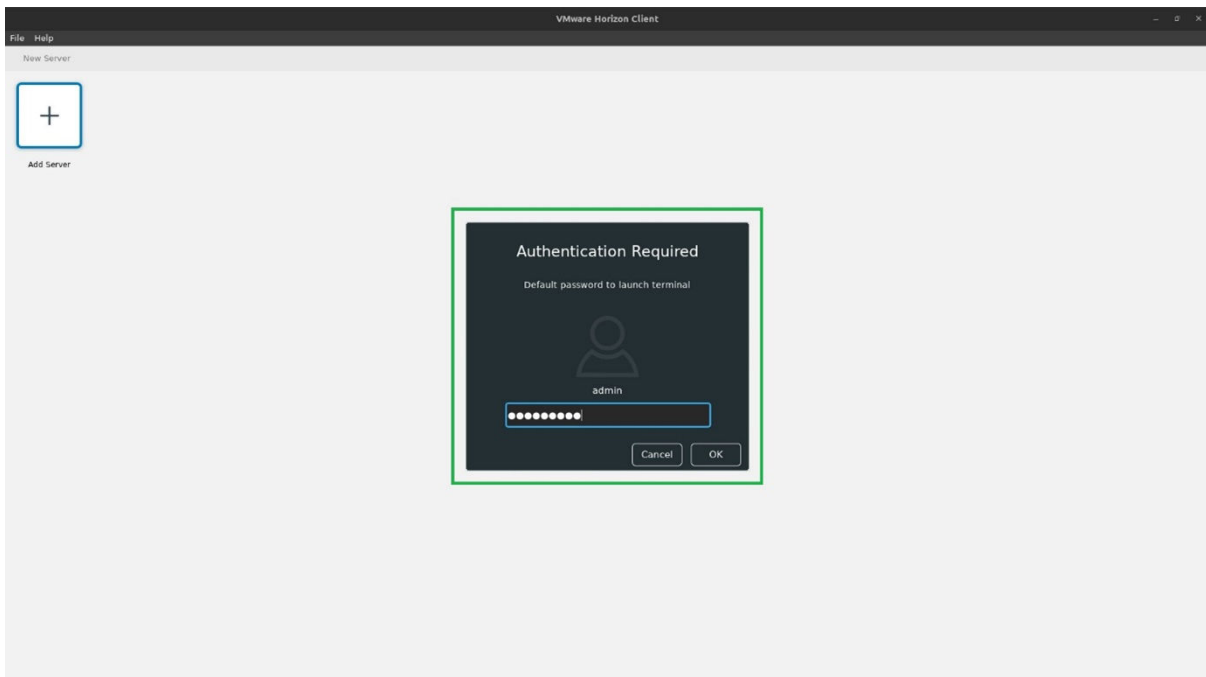 VMware Horizon Client
File Help
New Server
Add Server
Authentication Required
Default password to launch terminal
admin
Cancel OK